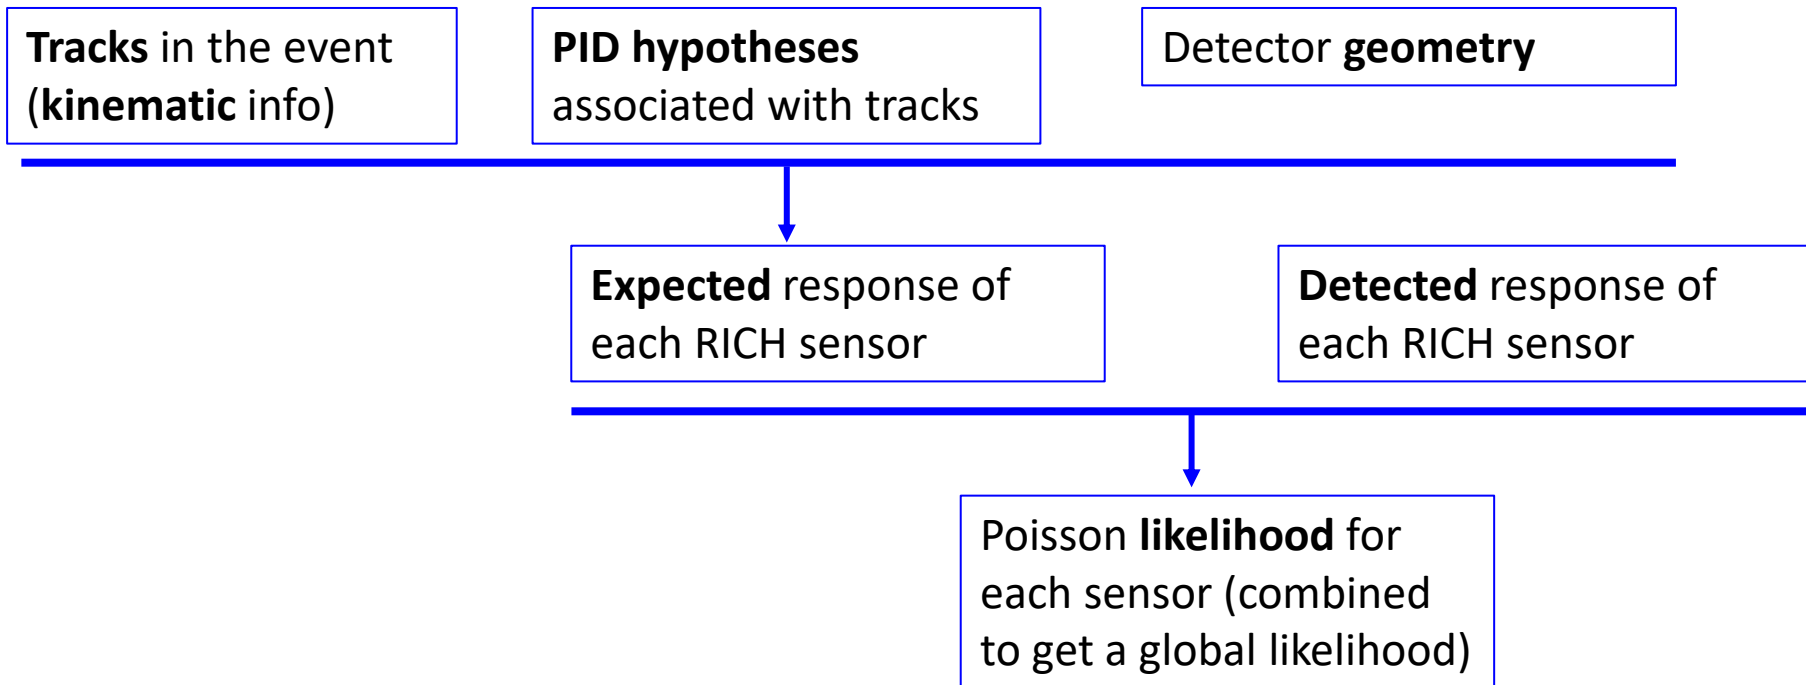 Tracks in the event
(kinematic info)
PID hypotheses
associated with tracks
Detector geometry
Expected response of
each RICH sensor
Detected response of
each RICH sensor
Poisson likelihood for
each sensor (combined
to get a global likelihood)